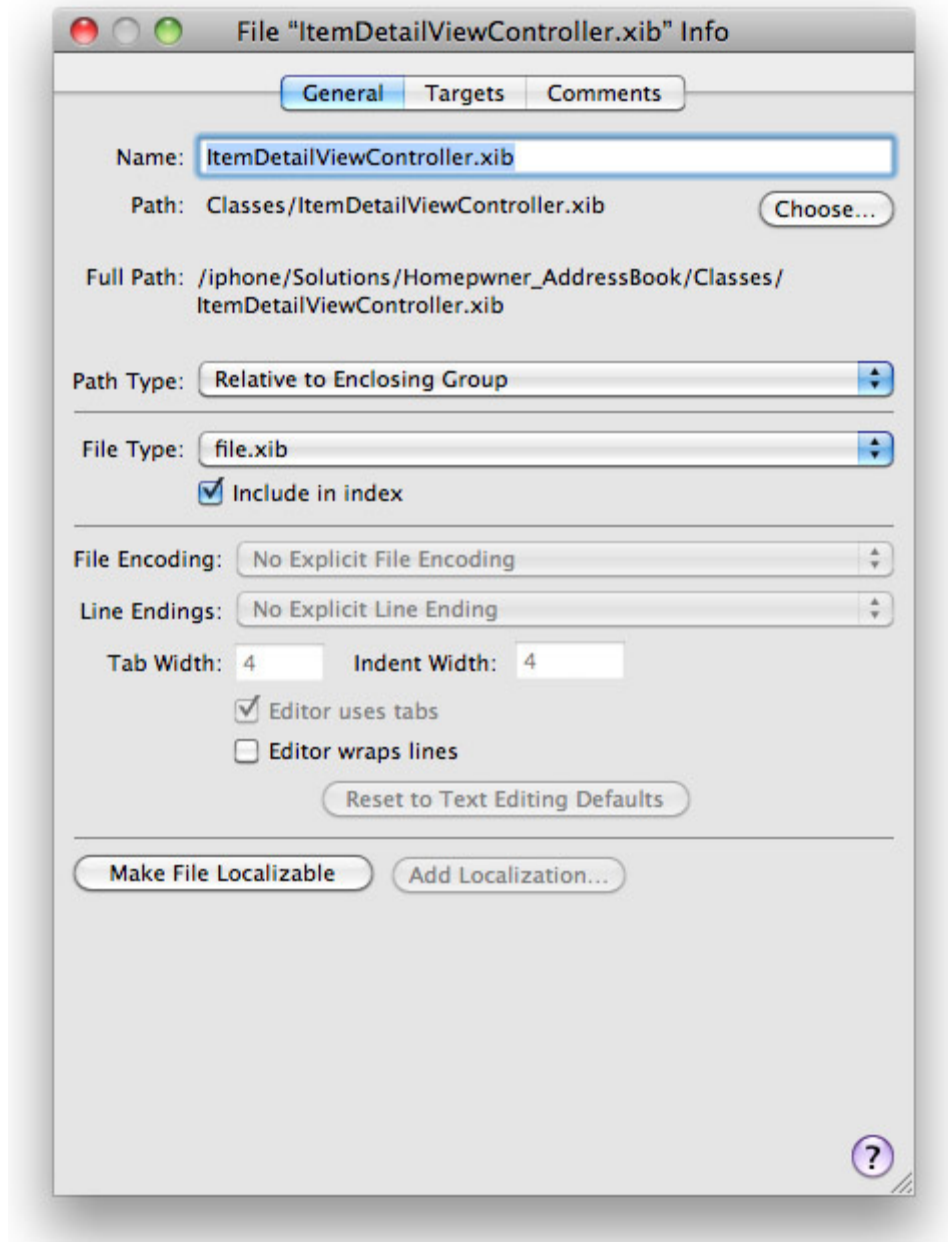 File “ItemDetailViewController.xib” Info
General Targets Comments
Name: ItemDetailViewController.xib
Path: Classes/ItemDetailViewController.xib Choose...
Full Path: /iphone/Solutions/Homepwner_AddressBook/Classes/
ItemDetailViewController.xib
Path Type: Relative to Enclosing Group
File Type: file.xib
Include in index
File Encoding: No Explicit File Encoding
Line Endings: No Explicit Line Ending
Tab Width: 4 Indent Width: 4
Editor uses tabs
Editor wraps lines
Reset to Text Editing Defaults
Make File Localizable Add Localization...
?